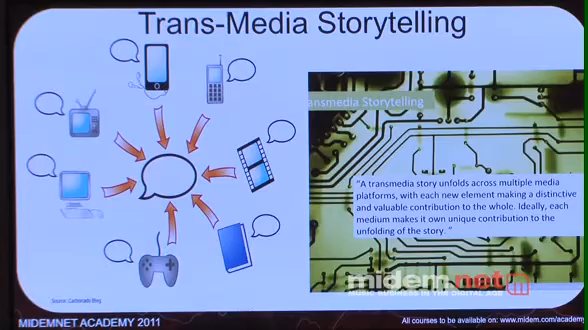 Trans-Media Storytelling
ansmedia Storytelling
"A transmedia story unfolds across multiple media
platforms, with each new element making a distinctive
and valuable contribution to the whole. Ideally, each
medium makes it own unique contribution to the
unfolding of the story. "
midemnet
MUSIC BUSINESS IN THE DIGITAL AGE
Source: Carbonado Blog
MIDEMNET ACADEMY 2011
All courses to be available on: www.midem.com/academy